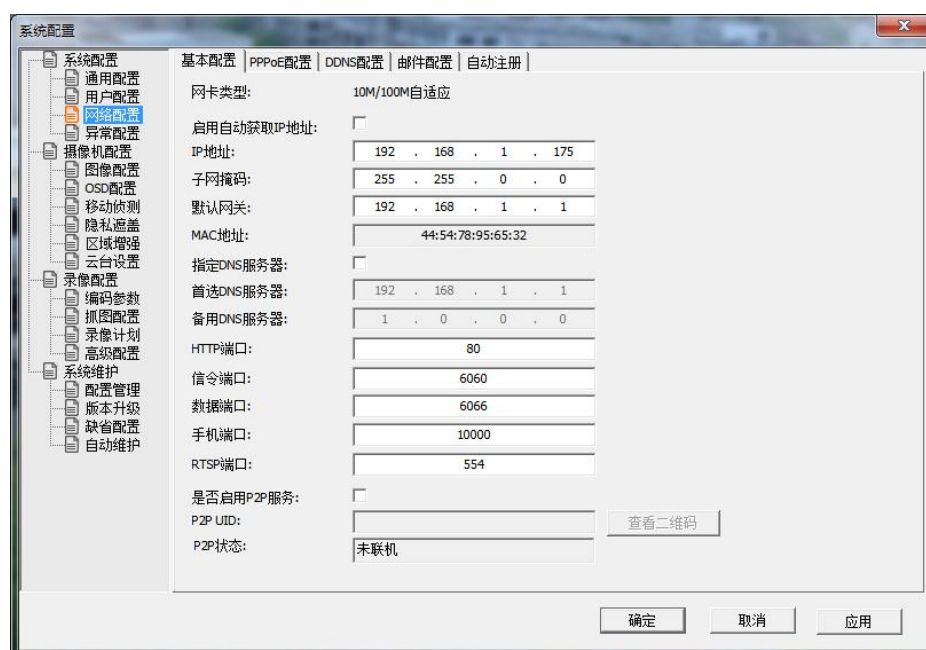 系统配置
系统配置
通用配置
用户配置
网络配置
异常配置
摄像机配置
图像配置
OSD配置
移动侦测
隐私遮盖
区域增强
云台设置
录像配置
编码参数
抓图配置
录像计划
高级配置
系统维护
配置管理
版本升级
缺省配置
自动维护
基本配置 PPPoE配置 DDNS配置 邮件配置 自动注册
网卡类型: 10M/100M自适应
启用自动获取IP地址:
IP地址: 192 . 168 . 1 . 175
子网掩码: 255 . 255 . 0 . 0
默认网关: 192 . 168 . 1 . 1
MAC地址: 44:54:78:95:65:32
指定DNS服务器:
首选DNS服务器: 192 . 168 . 1 . 1
备用DNS服务器: 1 . 0 . 0 . 0
HTTP端口: 80
信令端口: 6060
数据端口: 6066
手机端口: 10000
RTSP端口: 554
是否启用P2P服务:
P2P UID: 查看二维码
P2P状态: 未联机
确定 取消 应用